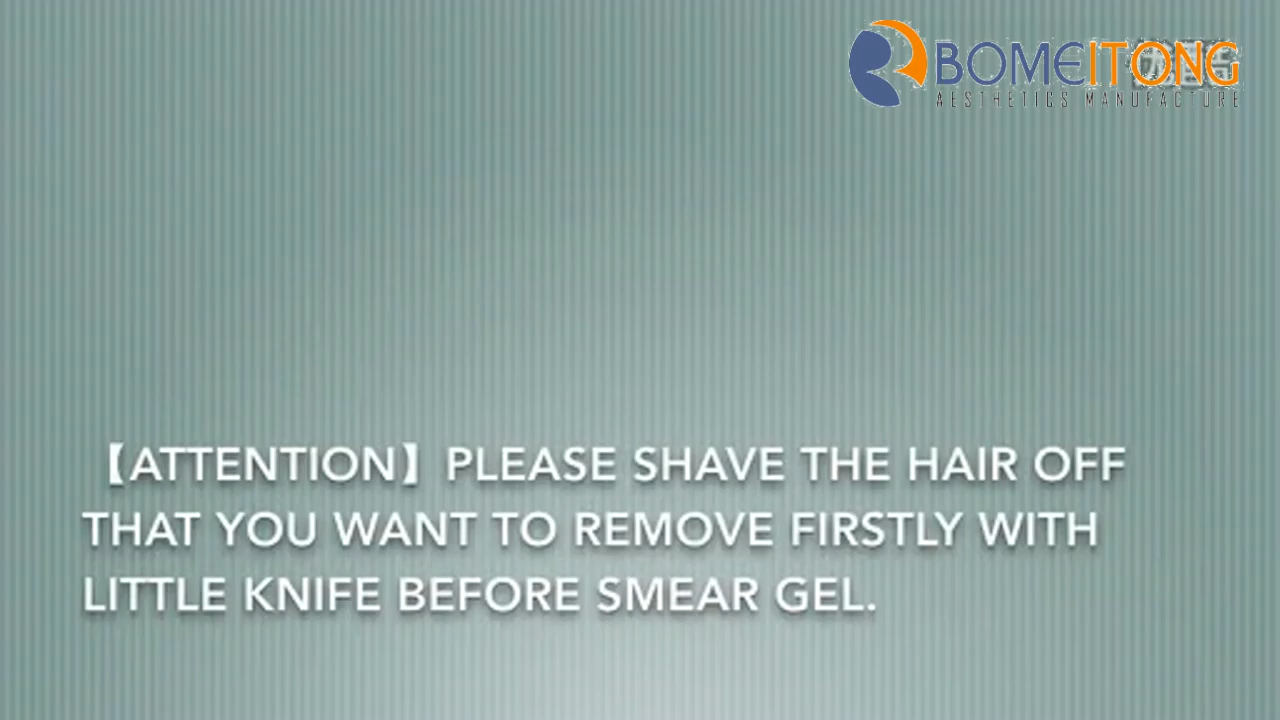 BOMEITONG
AESTHETICS MANUFACTURE
【ATTENTION】PLEASE SHAVE THE HAIR OFF
THAT YOU WANT TO REMOVE FIRSTLY WITH
LITTLE KNIFE BEFORE SMEAR GEL.